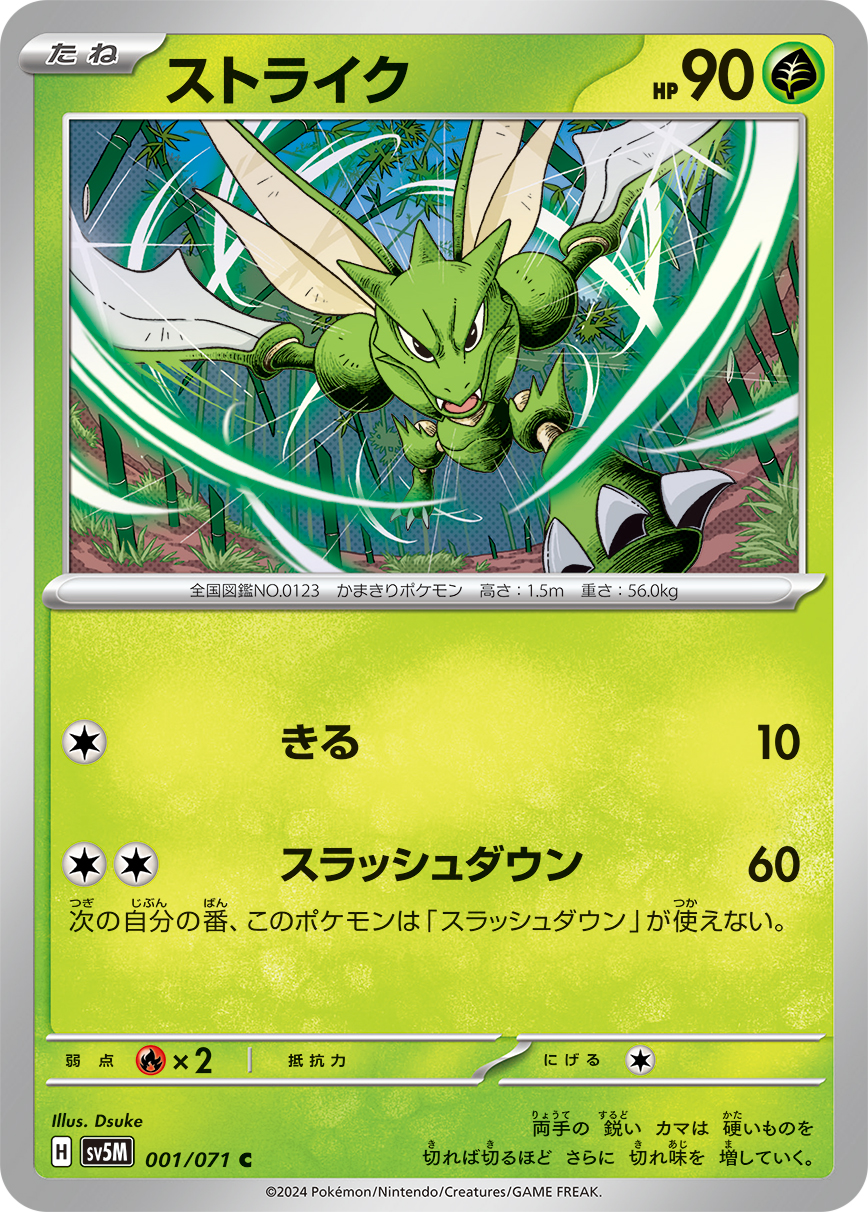 たね ストライク HP 90
全国図鑑NO.0123 かまきりポケモン 高さ：1.5m 重さ：56.0kg
きる 10
スラッシュダウン 60
次の自分の番、このポケモンは「スラッシュダウン」が使えない。
弱点 ×2 抵抗力 にげる
Illus. Dsuke
両手の 鋭い カマは 硬いものを
切れば切るほど さらに 切れ味を 増していく。
H SV5M 001/071 C
©2024 Pokémon/Nintendo/Creatures/GAME FREAK.